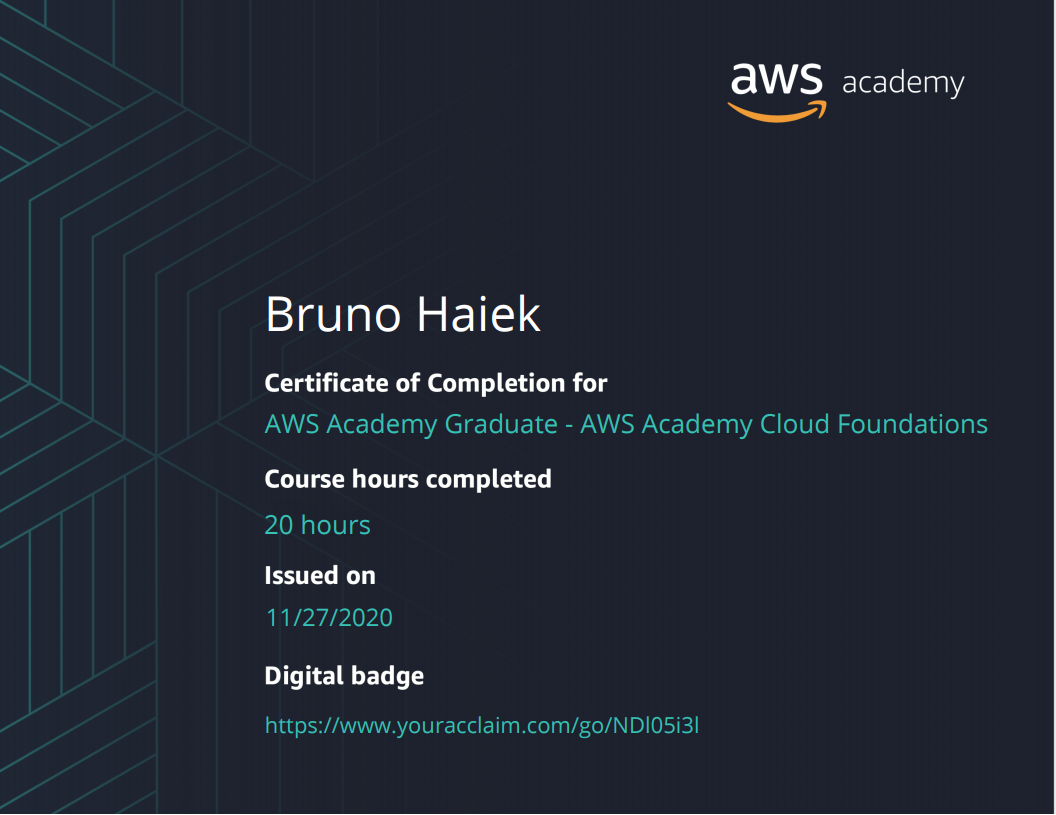 aws academy
Bruno Haiek
Certificate of Completion for
AWS Academy Graduate - AWS Academy Cloud Foundations
Course hours completed
20 hours
Issued on
11/27/2020
Digital badge
https://www.youracclaim.com/go/NDl05i3l